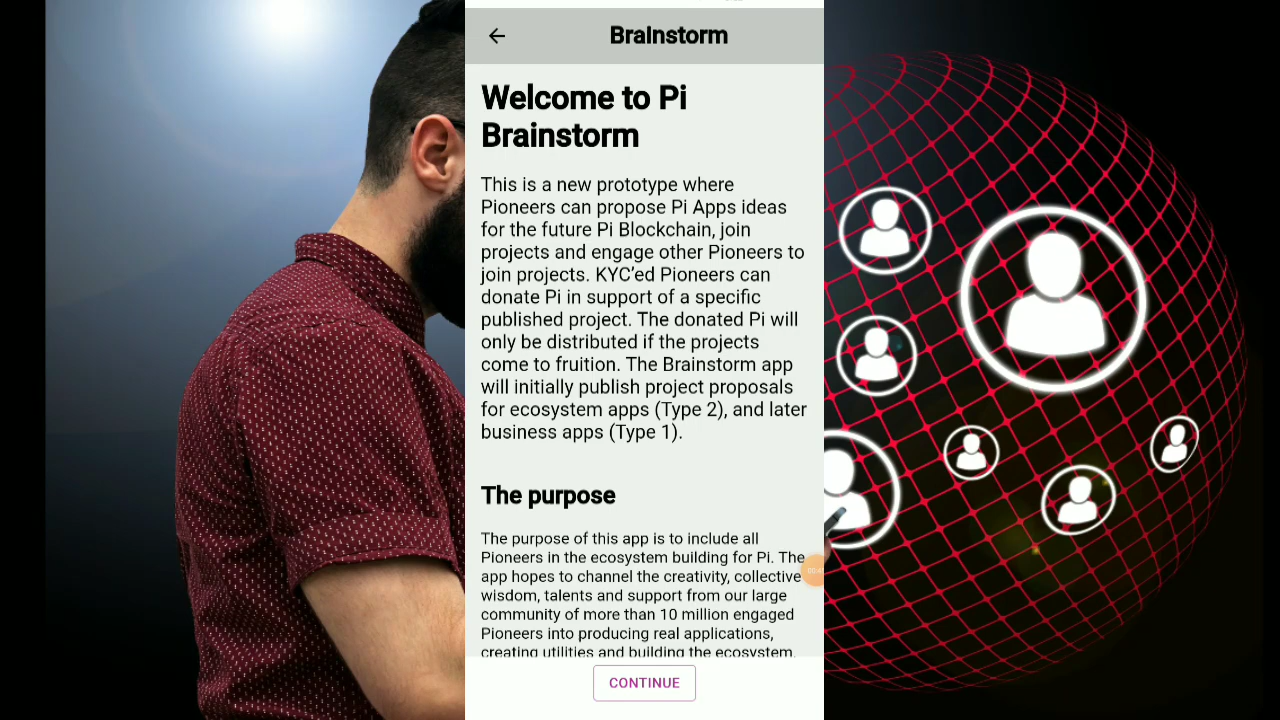 Brainstorm
Welcome to Pi
Brainstorm
This is a new prototype where
Pioneers can propose Pi Apps ideas
for the future Pi Blockchain, join
projects and engage other Pioneers to
join projects. KYC’ed Pioneers can
donate Pi in support of a specific
published project. The donated Pi will
only be distributed if the projects
come to fruition. The Brainstorm app
will initially publish project proposals
for ecosystem apps (Type 2), and later
business apps (Type 1).
The purpose
The purpose of this app is to include all
Pioneers in the ecosystem building for Pi. The
app hopes to channel the creativity, collective
wisdom, talents and support from our large
community of more than 10 million engaged
Pioneers into producing real applications,
creating utilities and building the ecosystem.
CONTINUE